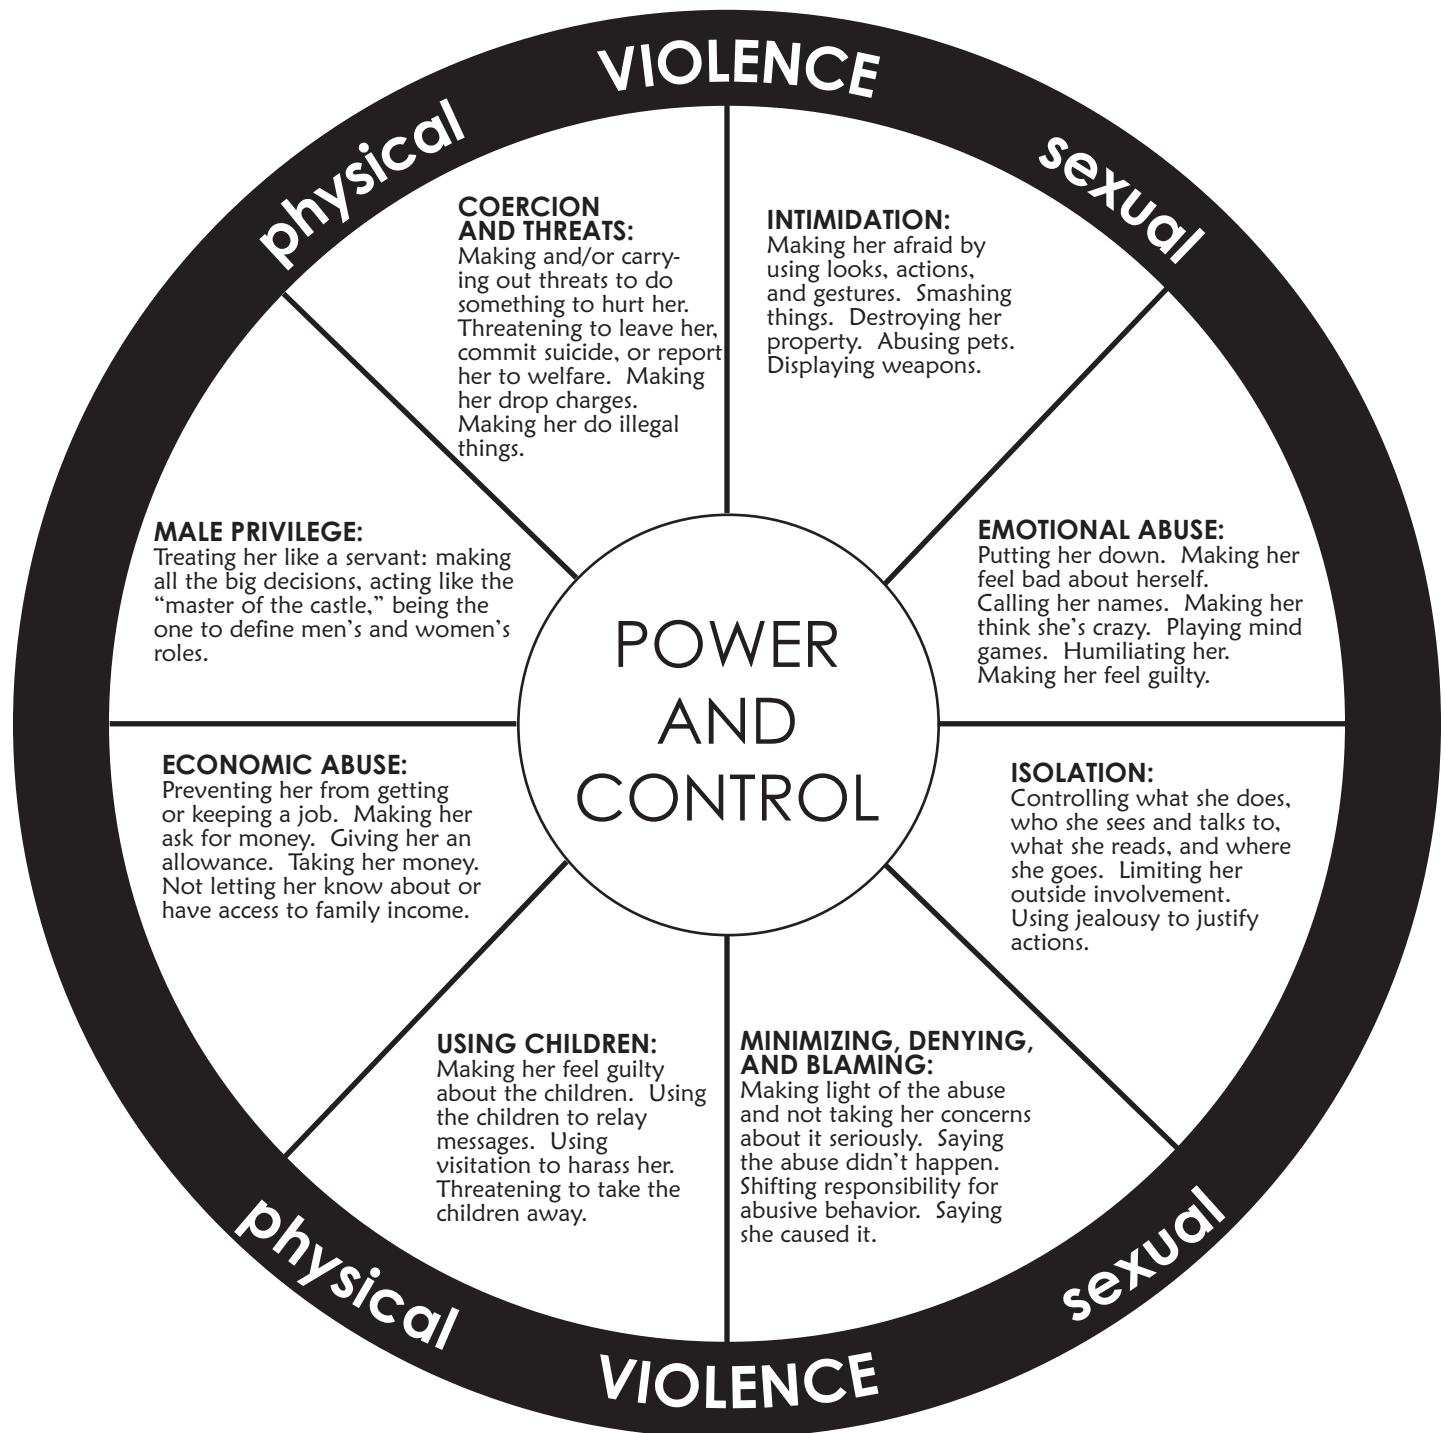 VIOLENCE
physical
sexual
COERCION
AND THREATS:
Making and/or carry-
ing out threats to do
something to hurt her.
Threatening to leave her,
commit suicide, or report
her to welfare.  Making
her drop charges.
Making her do illegal
things.
INTIMIDATION:
Making her afraid by
using looks, actions,
and gestures.  Smashing
things.  Destroying her
property.  Abusing pets.
Displaying weapons.
MALE PRIVILEGE:
Treating her like a servant: making
all the big decisions, acting like the
“master of the castle,” being the
one to define men’s and women’s
roles.
EMOTIONAL ABUSE:
Putting her down.  Making her
feel bad about herself.
Calling her names.  Making her
think she’s crazy.  Playing mind
games.  Humiliating her.
Making her feel guilty.
POWER
AND
CONTROL
ECONOMIC ABUSE:
Preventing her from getting
or keeping a job.  Making her
ask for money.  Giving her an
allowance.  Taking her money.
Not letting her know about or
have access to family income.
ISOLATION:
Controlling what she does,
who she sees and talks to,
what she reads, and where
she goes.  Limiting her
outside involvement.
Using jealousy to justify
actions.
USING CHILDREN:
Making her feel guilty
about the children.  Using
the children to relay
messages.  Using
visitation to harass her.
Threatening to take the
children away.
MINIMIZING, DENYING,
AND BLAMING:
Making light of the abuse
and not taking her concerns
about it seriously.  Saying
the abuse didn’t happen.
Shifting responsibility for
abusive behavior.  Saying
she caused it.
physical
sexual
VIOLENCE